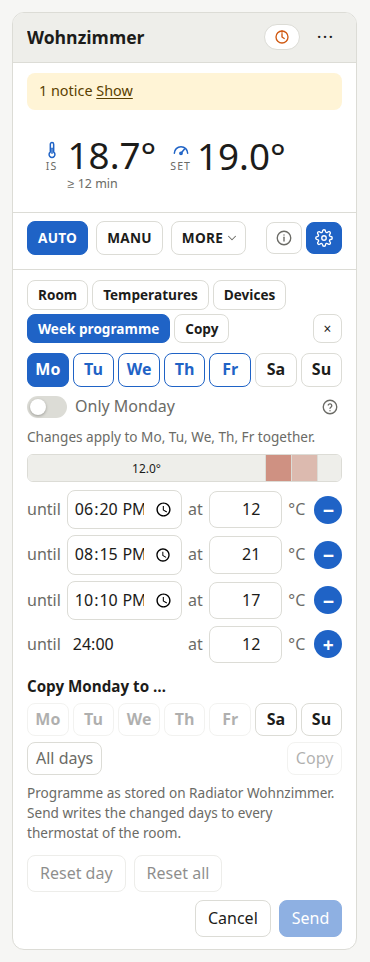 Wohnzimmer ...
1 notice Show
IS 18.7° SET 19.0°
≥ 12 min
AUTO MANU MORE
Room Temperatures Devices
Week programme Copy ×
Mo Tu We Th Fr Sa Su
Only Monday
Changes apply to Mo, Tu, We, Th, Fr together.
12.0°
until 06:20 PM at 12 °C −
until 08:15 PM at 21 °C −
until 10:10 PM at 17 °C −
until 24:00 at 12 °C +
Copy Monday to ...
Mo Tu We Th Fr Sa Su
All days Copy
Programme as stored on Radiator Wohnzimmer.
Send writes the changed days to every
thermostat of the room.
Reset day Reset all
Cancel Send